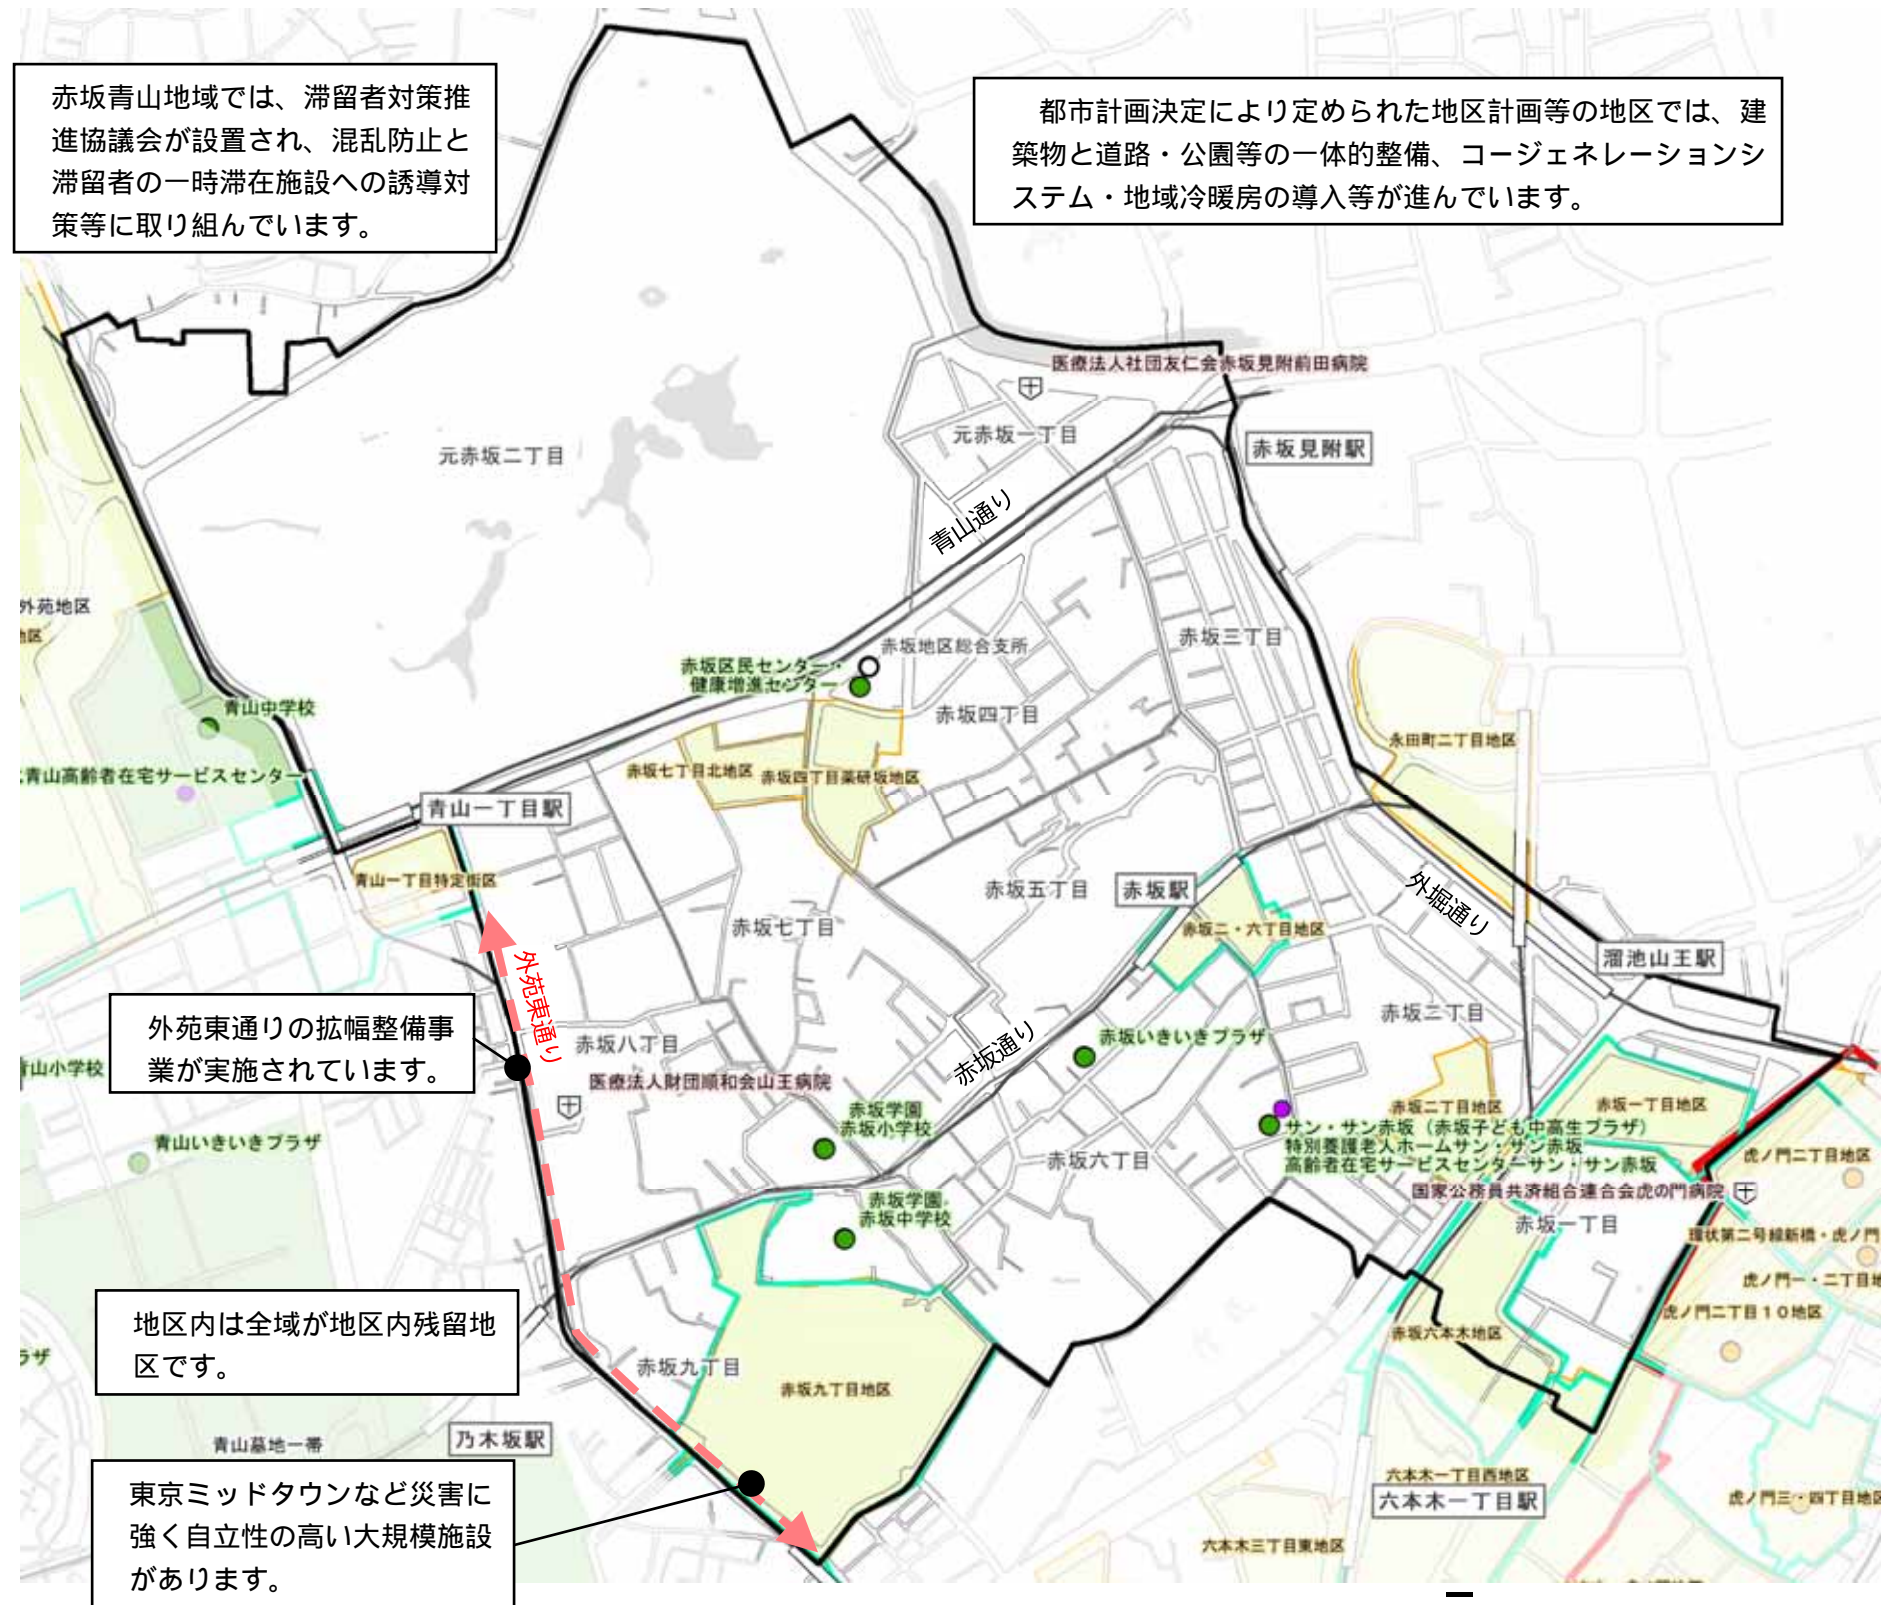 赤坂青山地域では、滞留者対策推
進協議会が設置され、混乱防止と
滞留者の一時滞在施設への誘導対
策等に取り組んでいます。
都市計画決定により定められた地区計画等の地区では、建
築物と道路・公園等の一体的整備、コージェネレーションシ
ステム・地域冷暖房の導入等が進んでいます。
医療法人社団友仁会赤坂見附前田病院
元赤坂一丁目
赤坂見附駅
元赤坂二丁目
青山通り
外苑地区
地区
赤坂地区総合支所
赤坂三丁目
赤坂区民センター・
健康増進センター
青山中学校
赤坂四丁目
永田町二丁目地区
青山高齢者在宅サービスセンター
赤坂七丁目北地区
赤坂四丁目薬研坂地区
青山一丁目駅
青山一丁目特定街区
赤坂五丁目
赤坂駅
外堀通り
赤坂七丁目
赤坂二・六丁目地区
溜池山王駅
外苑東通り
外苑東通りの拡幅整備事
業が実施されています。
赤坂二丁目
赤坂八丁目
赤坂通り
赤坂いきいきプラザ
青山小学校
医療法人財団順和会山王病院
赤坂学園
赤坂小学校
赤坂二丁目地区
赤坂一丁目地区
サン・サン赤坂（赤坂子ども中高生プラザ）
特別養護老人ホームサン・サン赤坂
高齢者在宅サービスセンターサン・サン赤坂
青山いきいきプラザ
赤坂六丁目
虎ノ門二丁目地区
国家公務員共済組合連合会虎の門病院
赤坂学園
赤坂中学校
赤坂一丁目
環状第二号線新橋・虎ノ門
虎ノ門一・二丁目地
虎ノ門二丁目１０地区
地区内は全域が地区内残留地
区です。
赤坂六本木地区
ラザ
赤坂九丁目
赤坂九丁目地区
青山墓地一帯
乃木坂駅
六本木一丁目西地区
六本木一丁目駅
虎ノ門三・四丁目地区
東京ミッドタウンなど災害に
強く自立性の高い大規模施設
があります。
六本木三丁目東地区